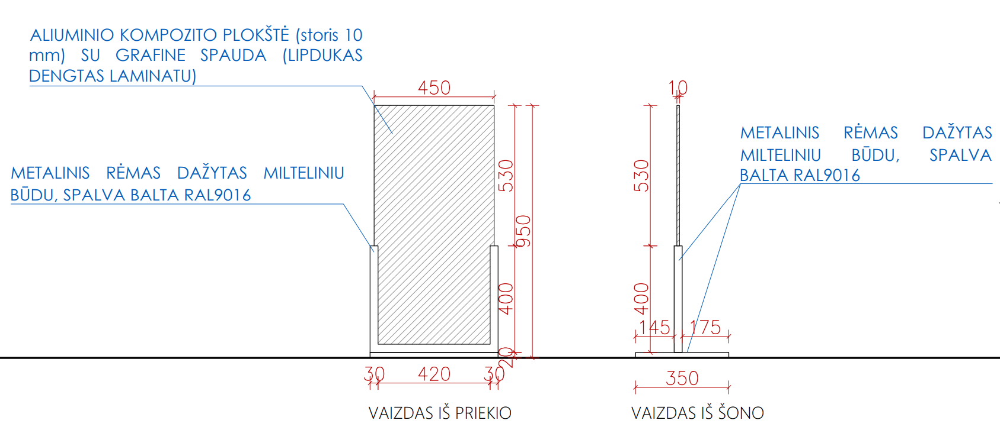 ALIUMINIO KOMPOZITO PLOKŠTĖ (storis 10
mm) SU GRAFINE SPAUDA (LIPDUKAS
DENGTAS LAMINATU)
450
10
METALINIS RĖMAS DAŽYTAS
MILTELINIU BŪDU, SPALVA
BALTA RAL9016
METALINIS RĖMAS DAŽYTAS MILTELINIU
BŪDU, SPALVA BALTA RAL9016
530
950
530
400
400
145
175
20
30
420
30
350
VAIZDAS IŠ PRIEKIO
VAIZDAS IŠ ŠONO